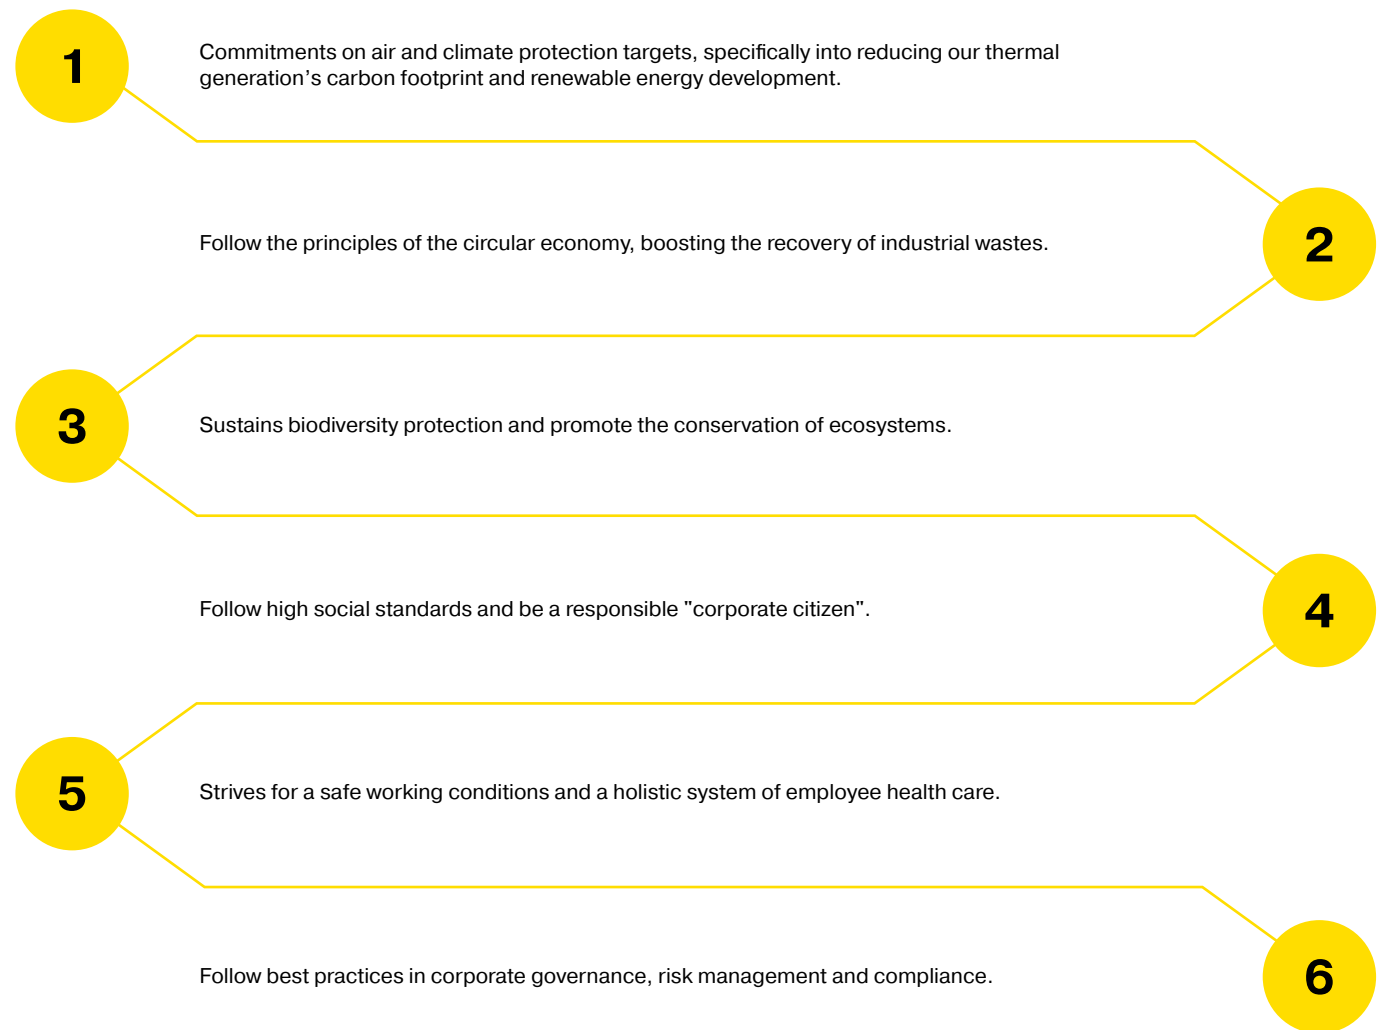 1
Commitments on air and climate protection targets, specifically into reducing our thermal
generation's carbon footprint and renewable energy development.
Follow the principles of the circular economy, boosting the recovery of industrial wastes.
2
3
Sustains biodiversity protection and promote the conservation of ecosystems.
Follow high social standards and be a responsible "corporate citizen".
4
5
Strives for a safe working conditions and a holistic system of employee health care.
Follow best practices in corporate governance, risk management and compliance.
6